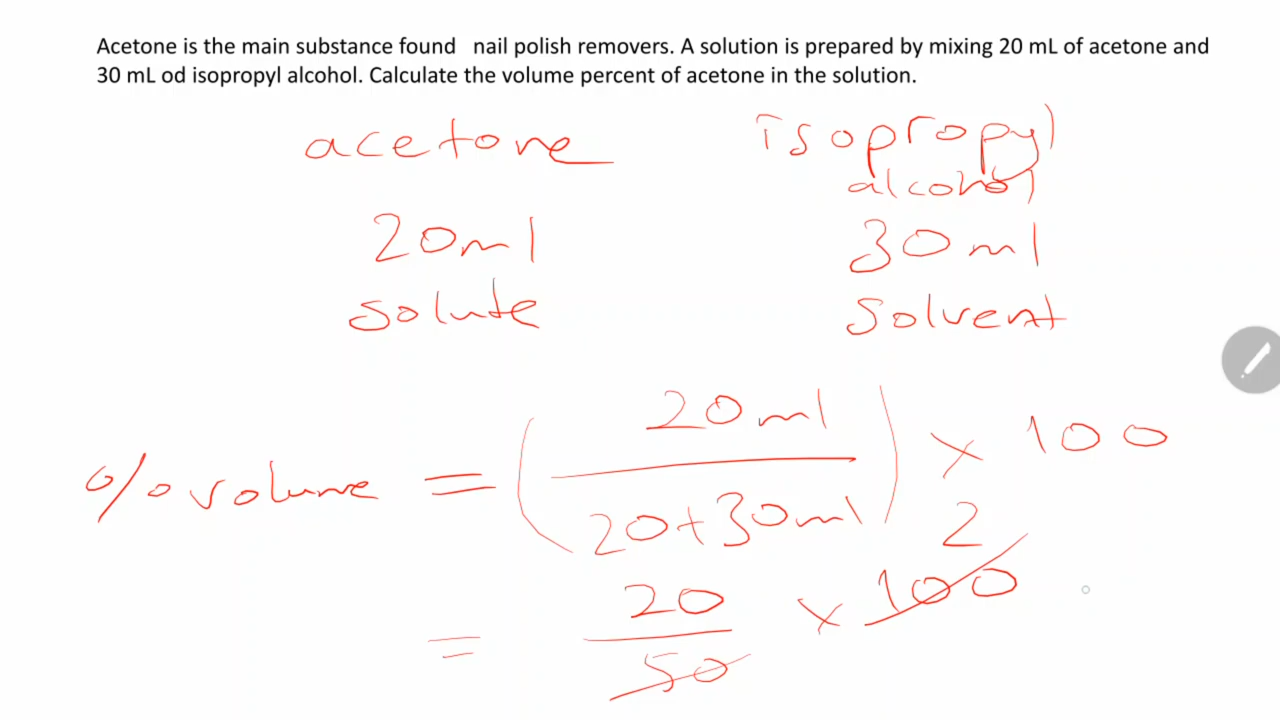 Acetone is the main substance found nail polish removers. A solution is prepared by mixing 20 mL of acetone and
30 mL od isopropyl alcohol. Calculate the volume percent of acetone in the solution.
acetone isopropyl
alcohol
20ml 30ml
solute solvent
20ml
%volume = ( ) × 100
20+30ml
2
20 × 100
=
50